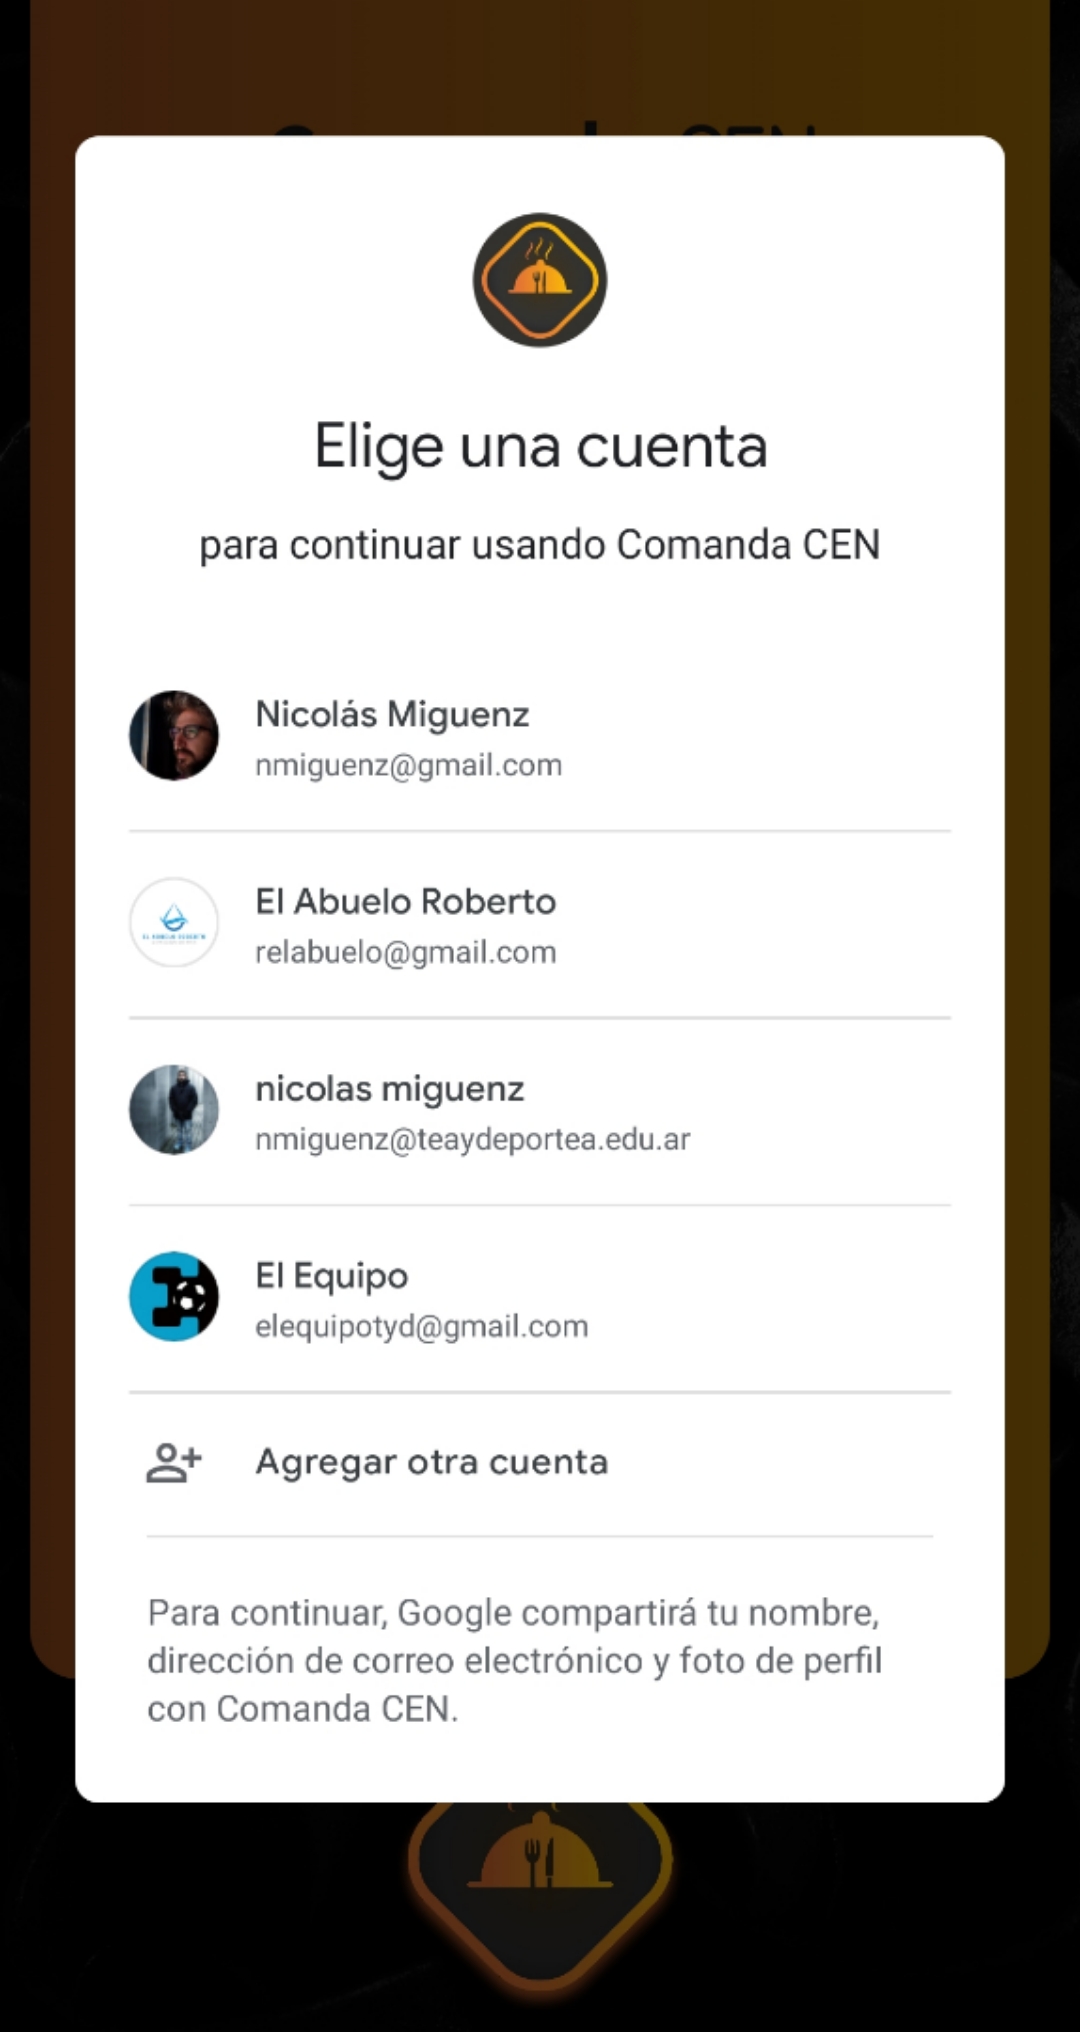 Elige una cuenta
para continuar usando Comanda CEN
Nicolás Miguenz
nmiguenz@gmail.com
El Abuelo Roberto
relabuelo@gmail.com
nicolas miguenz
nmiguenz@teaydeportea.edu.ar
El Equipo
elequipotyd@gmail.com
Agregar otra cuenta
Para continuar, Google compartirá tu nombre,
dirección de correo electrónico y foto de perfil
con Comanda CEN.